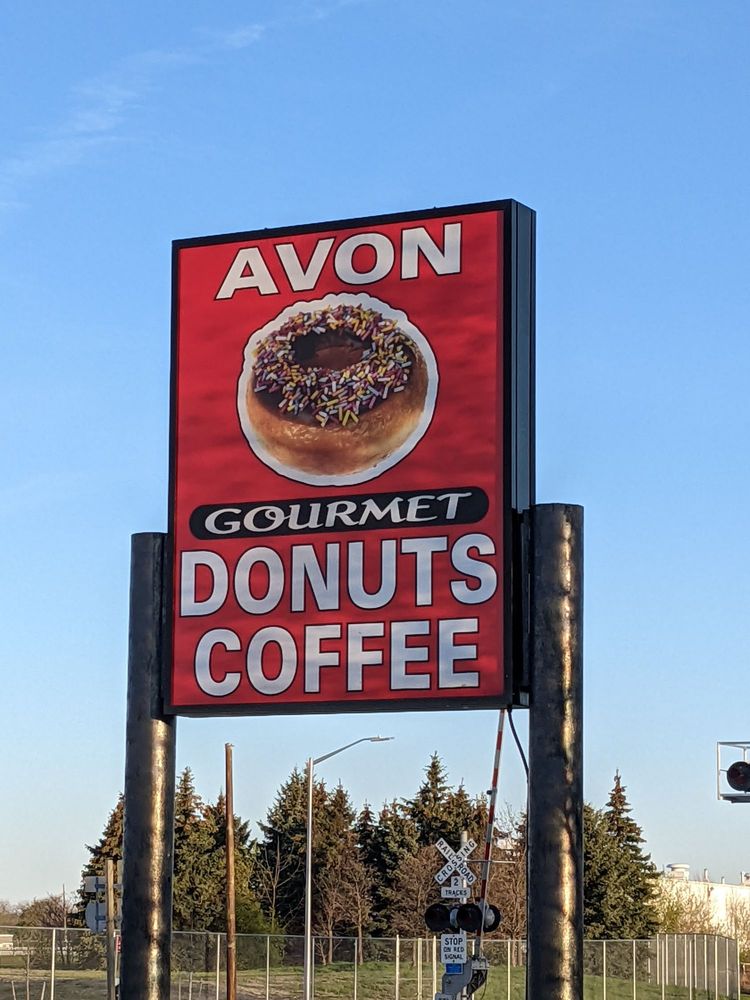 AVON
GOURMET
DONUTS
COFFEE
RAILROAD
CROSSING
2
TRACKS
STOP
ON RED
SIGNAL